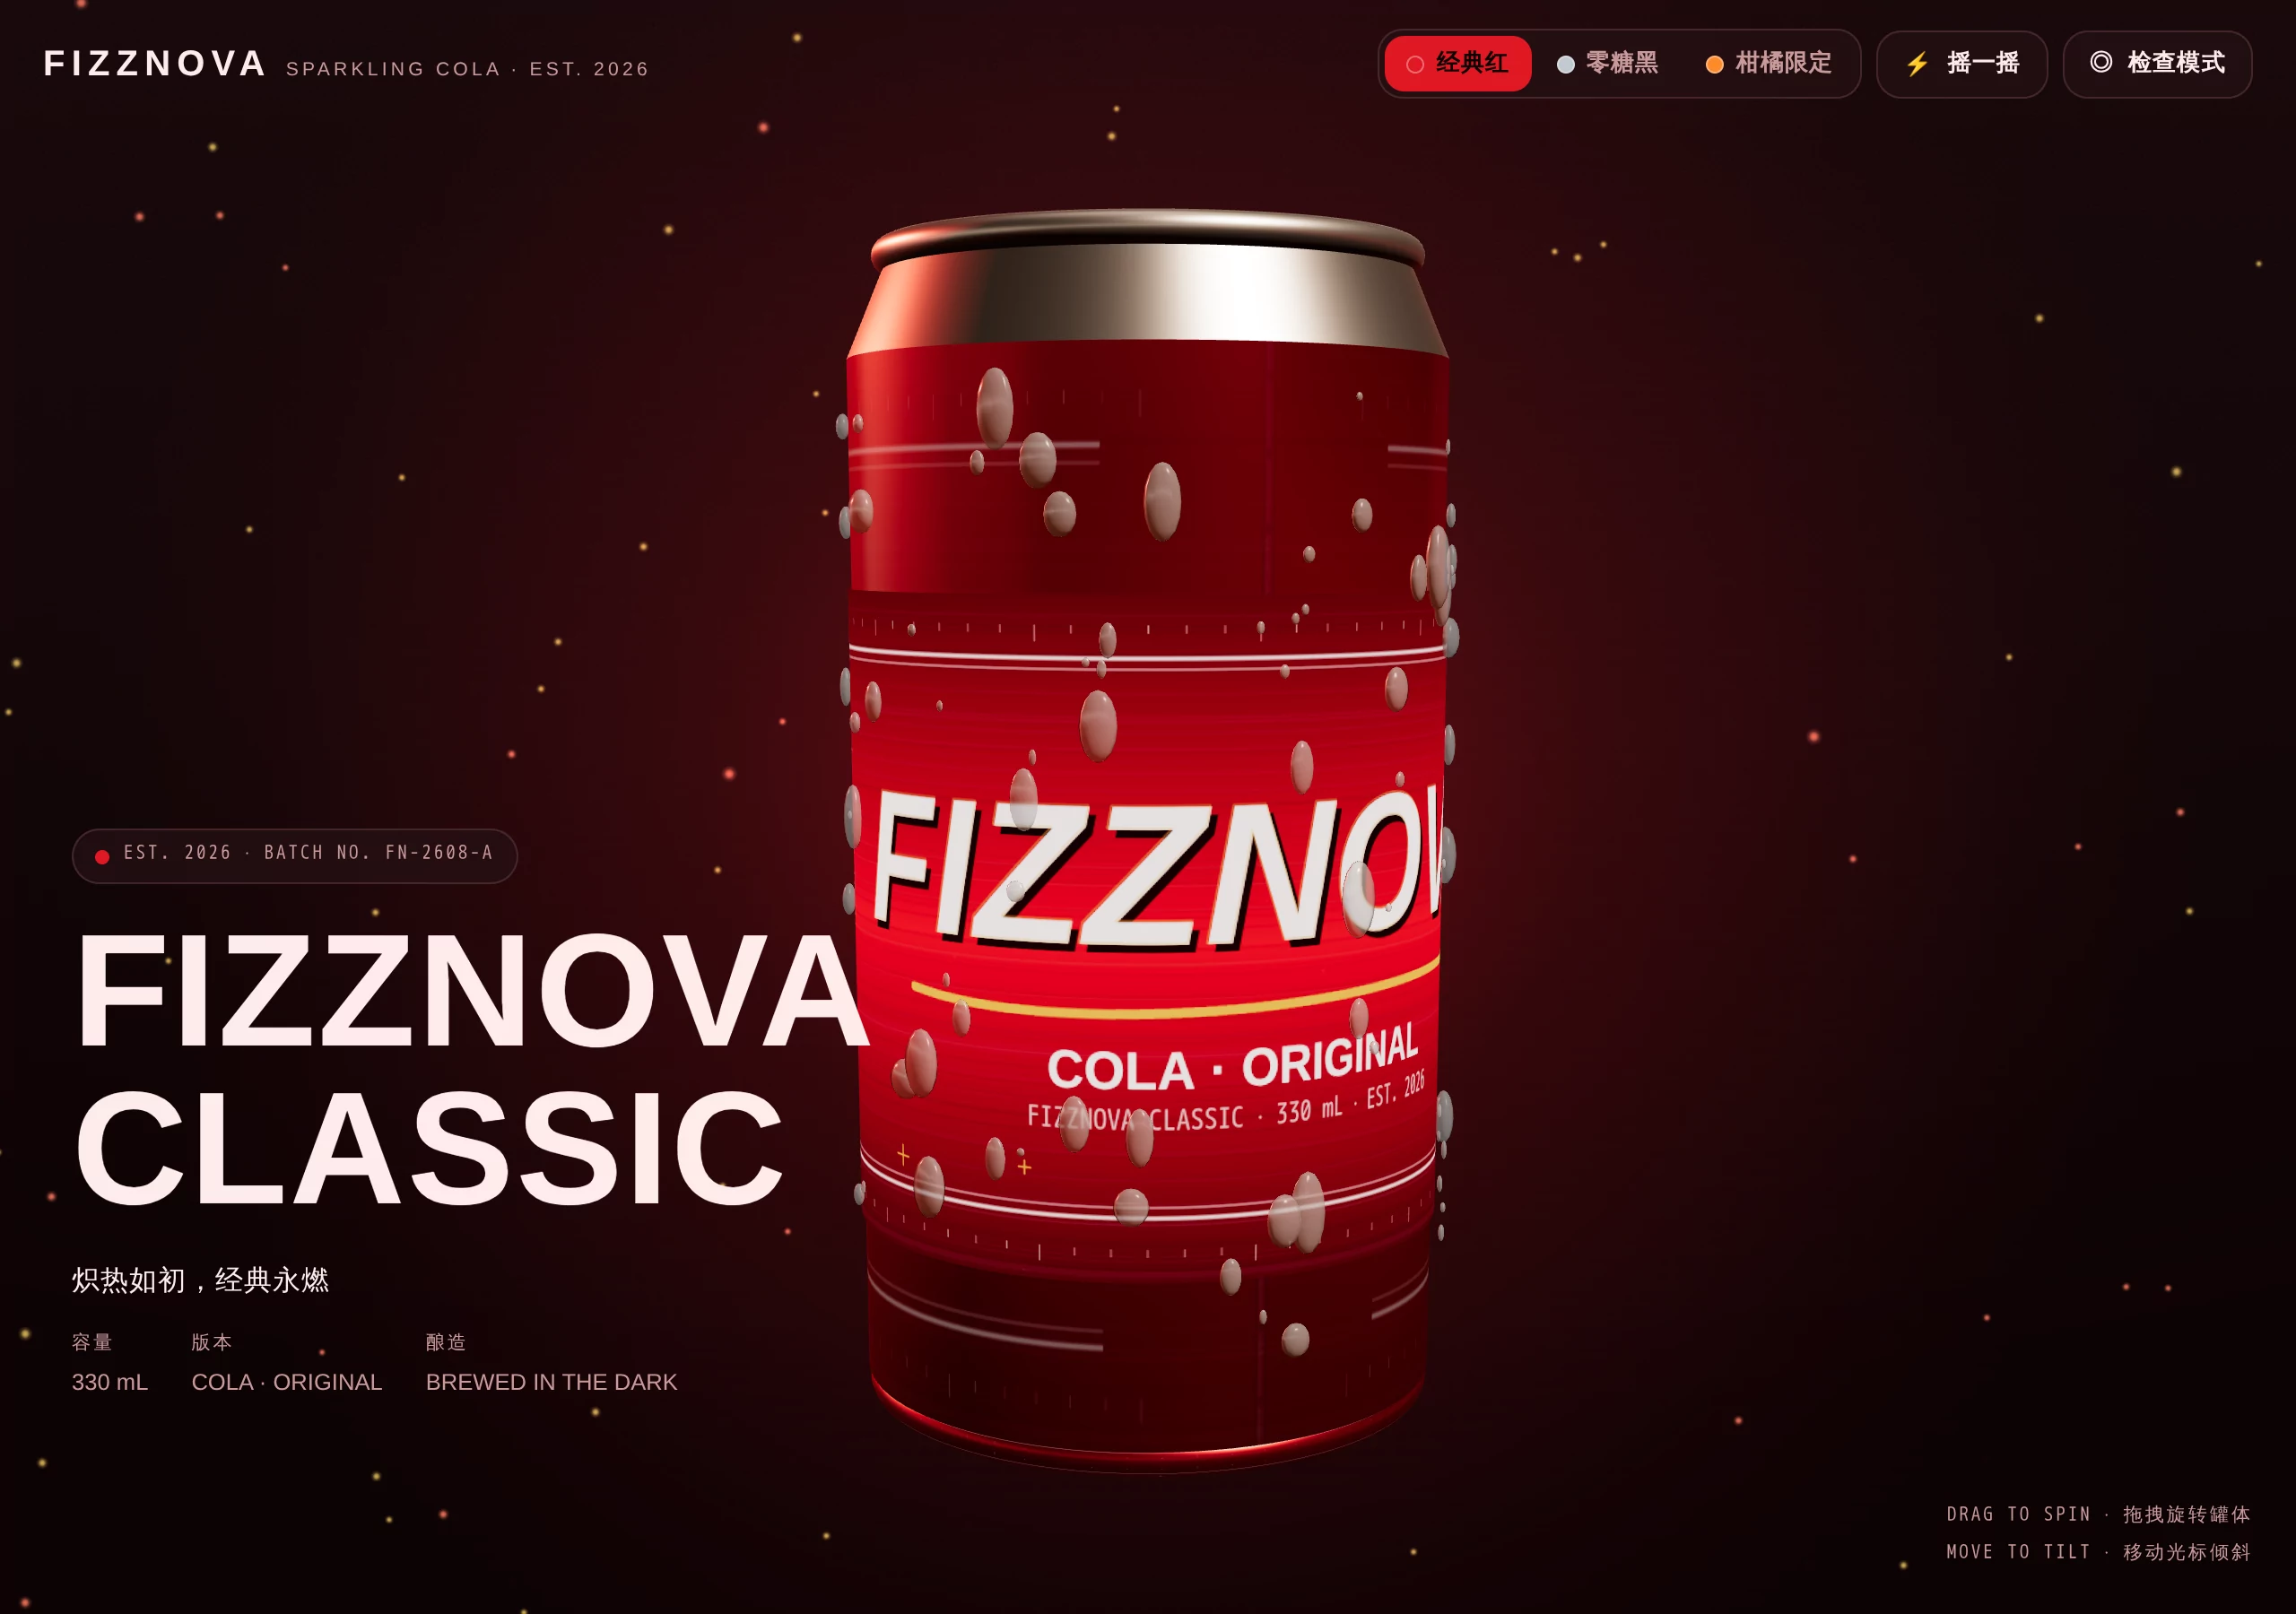 FIZZNOVA SPARKLING COLA · EST. 2026
经典红 零糖黑 柑橘限定 摇一摇 检查模式
FIZZNOV
COLA · ORIGINAL
FIZZNOVA CLASSIC · 330 mL · EST. 2026
EST. 2026 · BATCH NO. FN-2608-A
FIZZNOVA
CLASSIC
炽热如初，经典永燃
容量 版本 酿造
330 mL COLA · ORIGINAL BREWED IN THE DARK
DRAG TO SPIN · 拖拽旋转罐体
MOVE TO TILT · 移动光标倾斜